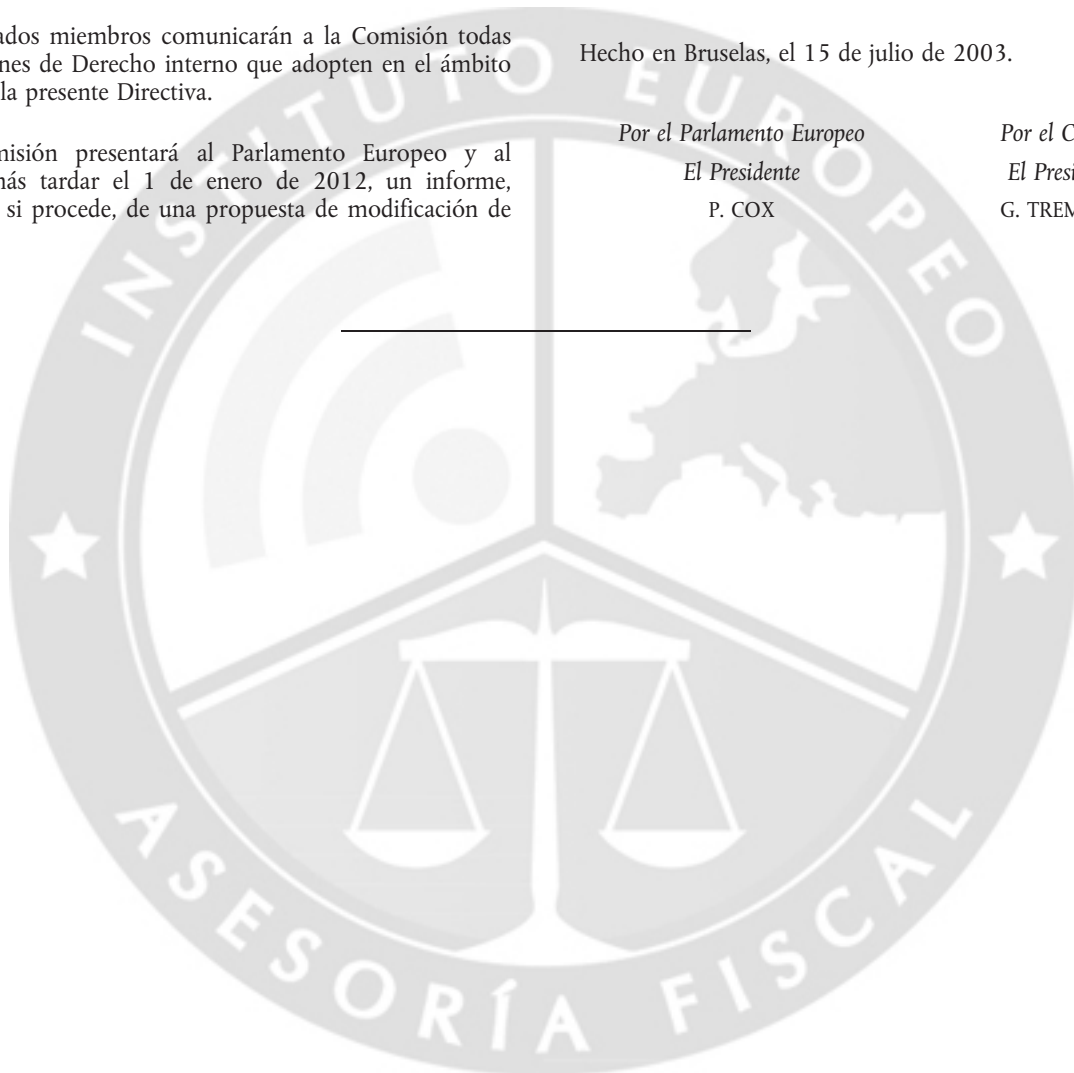 ados miembros comunicarán a la Comisión todas
nes de Derecho interno que adopten en el ámbito
la presente Directiva.
misión presentará al Parlamento Europeo y al
más tardar el 1 de enero de 2012, un informe,
si procede, de una propuesta de modificación de
Hecho en Bruselas, el 15 de julio de 2003.
Por el Parlamento Europeo
El Presidente
P. COX
Por el C
El Presi
G. TREM
INSTITUTO EUROPEO
ASESORÍA FISCAL